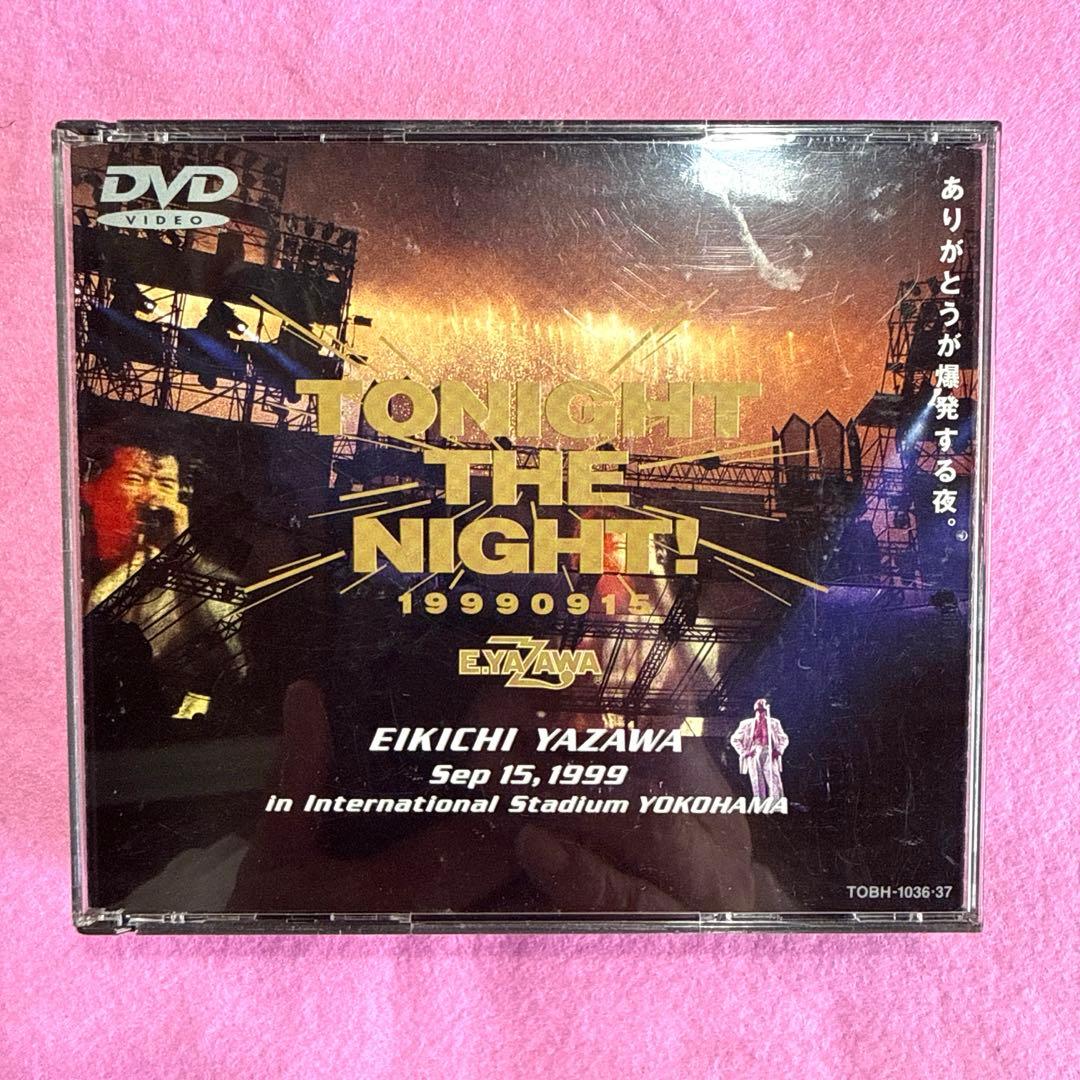 DVD
VIDEO
ありがとうが爆発する夜。
TONIGHT
THE
NIGHT!
19990915
E.YAZAWA
EIKICHI YAZAWA
Sep 15, 1999
in International Stadium YOKOHAMA
TOBH-1036·37